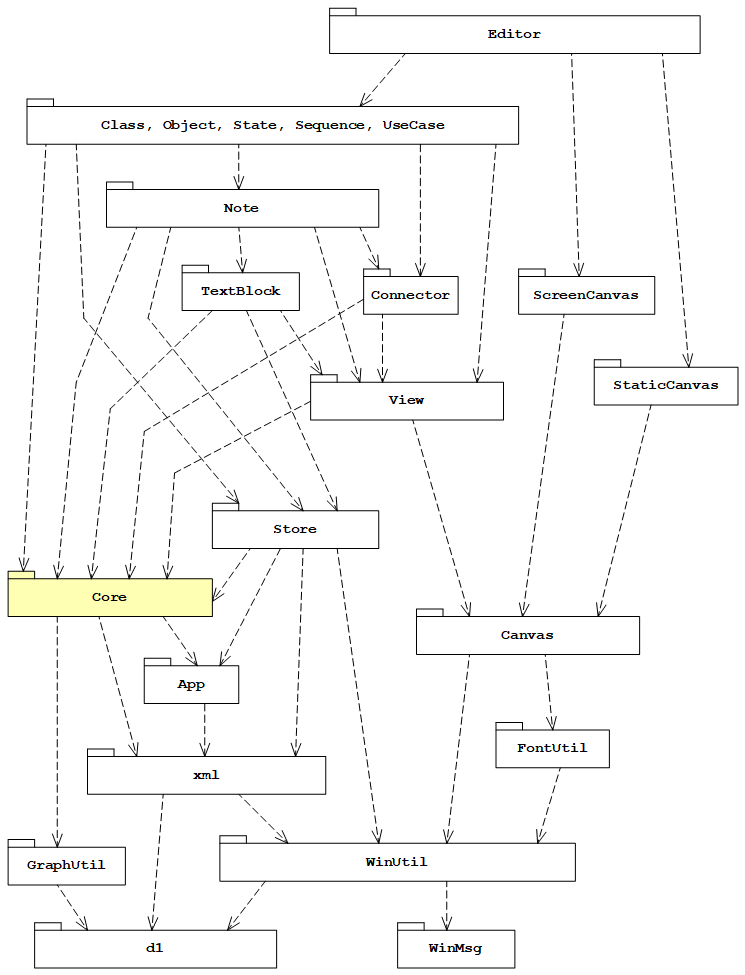 Editor
Class, Object, State, Sequence, UseCase
Note
TextBlock
Connector
ScreenCanvas
StaticCanvas
View
Store
Core
Canvas
App
FontUtil
xml
WinUtil
GraphUtil
d1
WinMsg